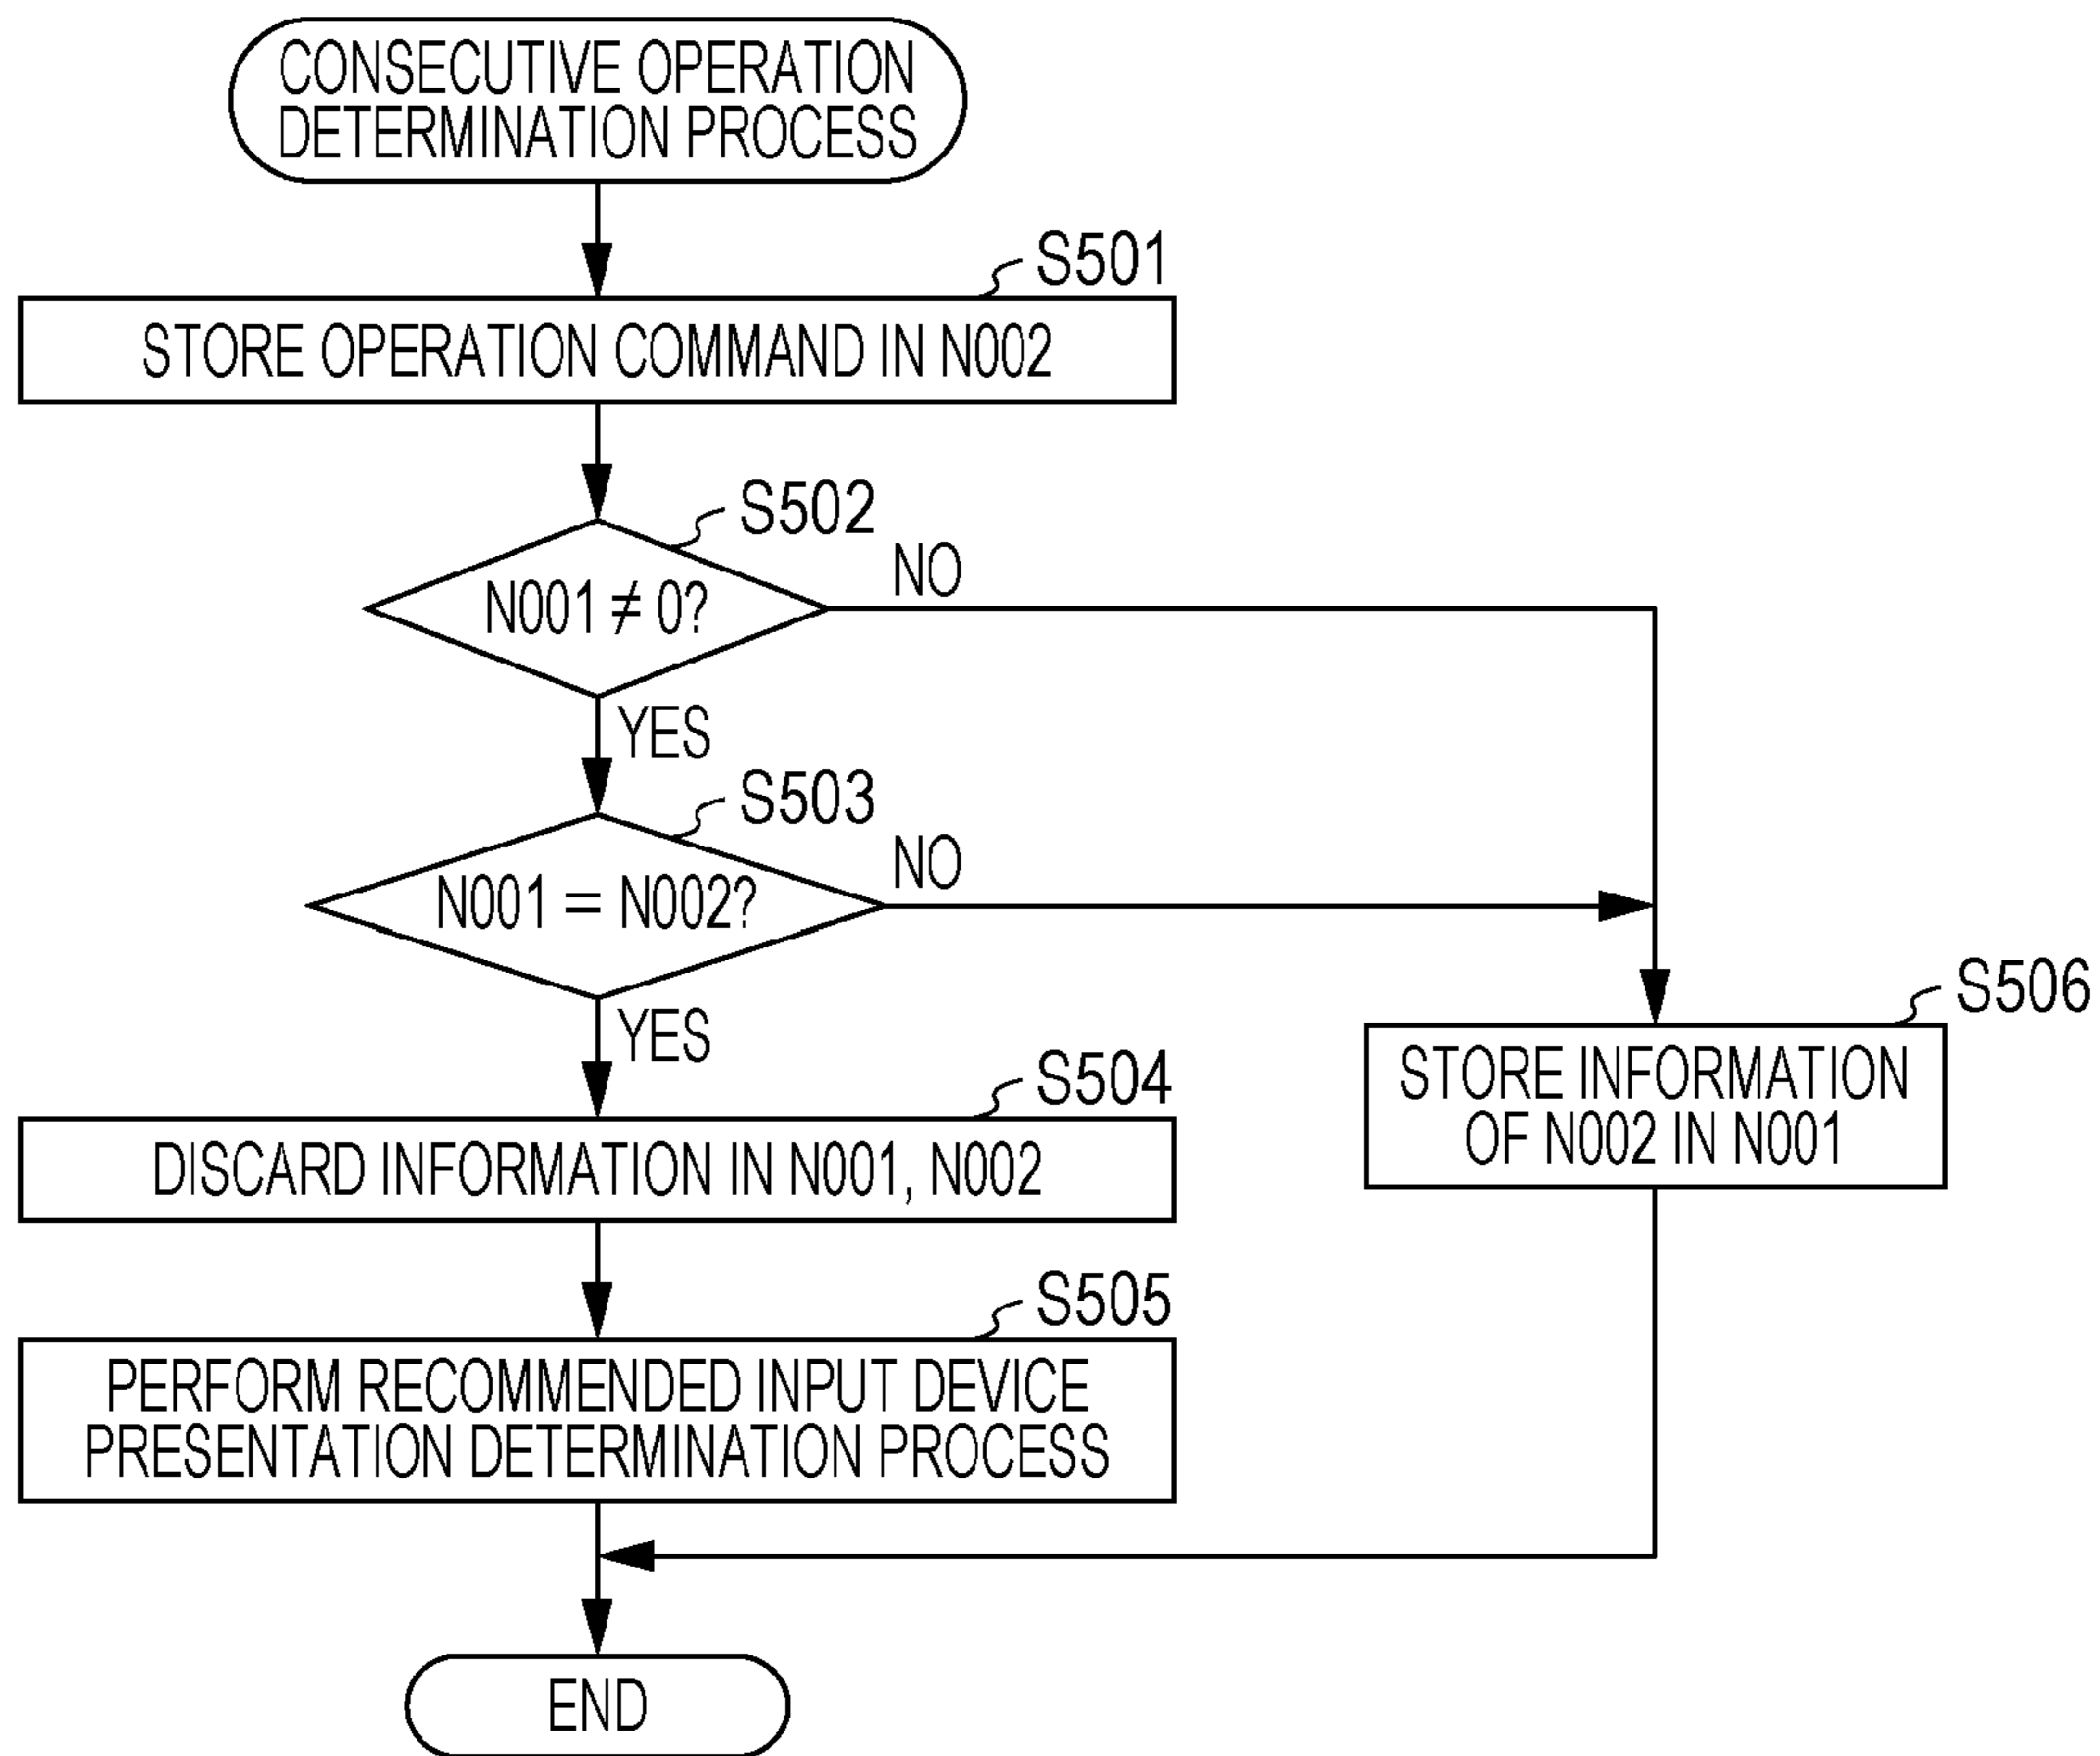 CONSECUTIVE OPERATION
DETERMINATION PROCESS
S501
STORE OPERATION COMMAND IN N002
S502
N001 ≠ 0?
NO
YES
S503
N001 = N002?
NO
YES
S504
DISCARD INFORMATION IN N001, N002
S506
STORE INFORMATION
OF N002 IN N001
S505
PERFORM RECOMMENDED INPUT DEVICE
PRESENTATION DETERMINATION PROCESS
END